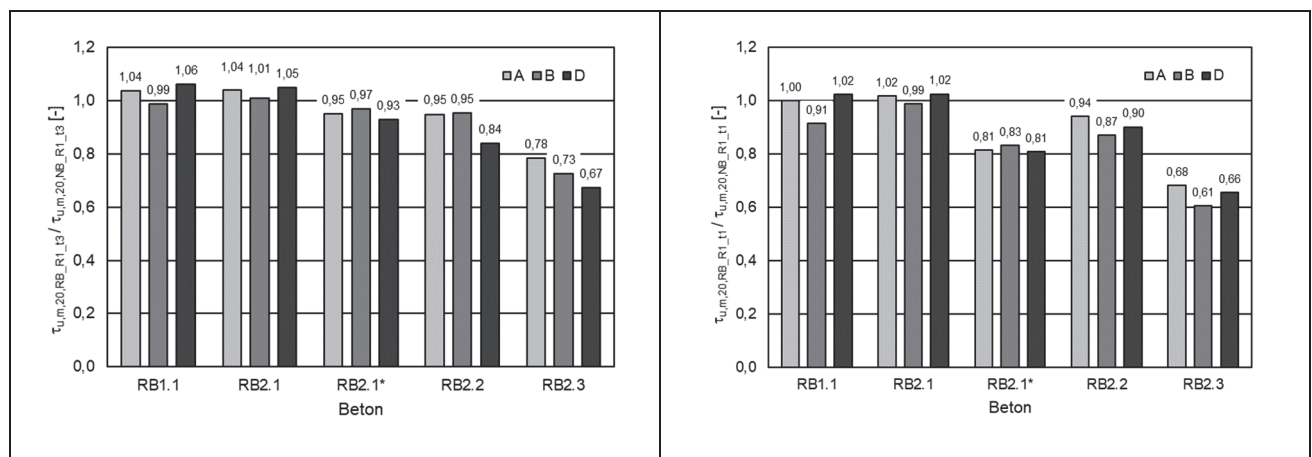 1,2
1,0
0,8
0,6
0,4
0,2
0,0
τu,m,20,RB_R1_t3 / τu,m,20,NB_R1_t3 [-]
A B D
1,04 0,99 1,06
1,04 1,01 1,05
0,95 0,97 0,93
0,95 0,95 0,84
0,78 0,73 0,67
RB1.1 RB2.1 RB2.1* RB2.2 RB2.3
Beton
1,2
1,0
0,8
0,6
0,4
0,2
0,0
τu,m,20,RB_R1_t1 / τu,m,20,NB_R1_t1 [-]
A B D
1,00 0,91 1,02
1,02 0,99 1,02
0,81 0,83 0,81
0,94 0,87 0,90
0,68 0,61 0,66
RB1.1 RB2.1 RB2.1* RB2.2 RB2.3
Beton